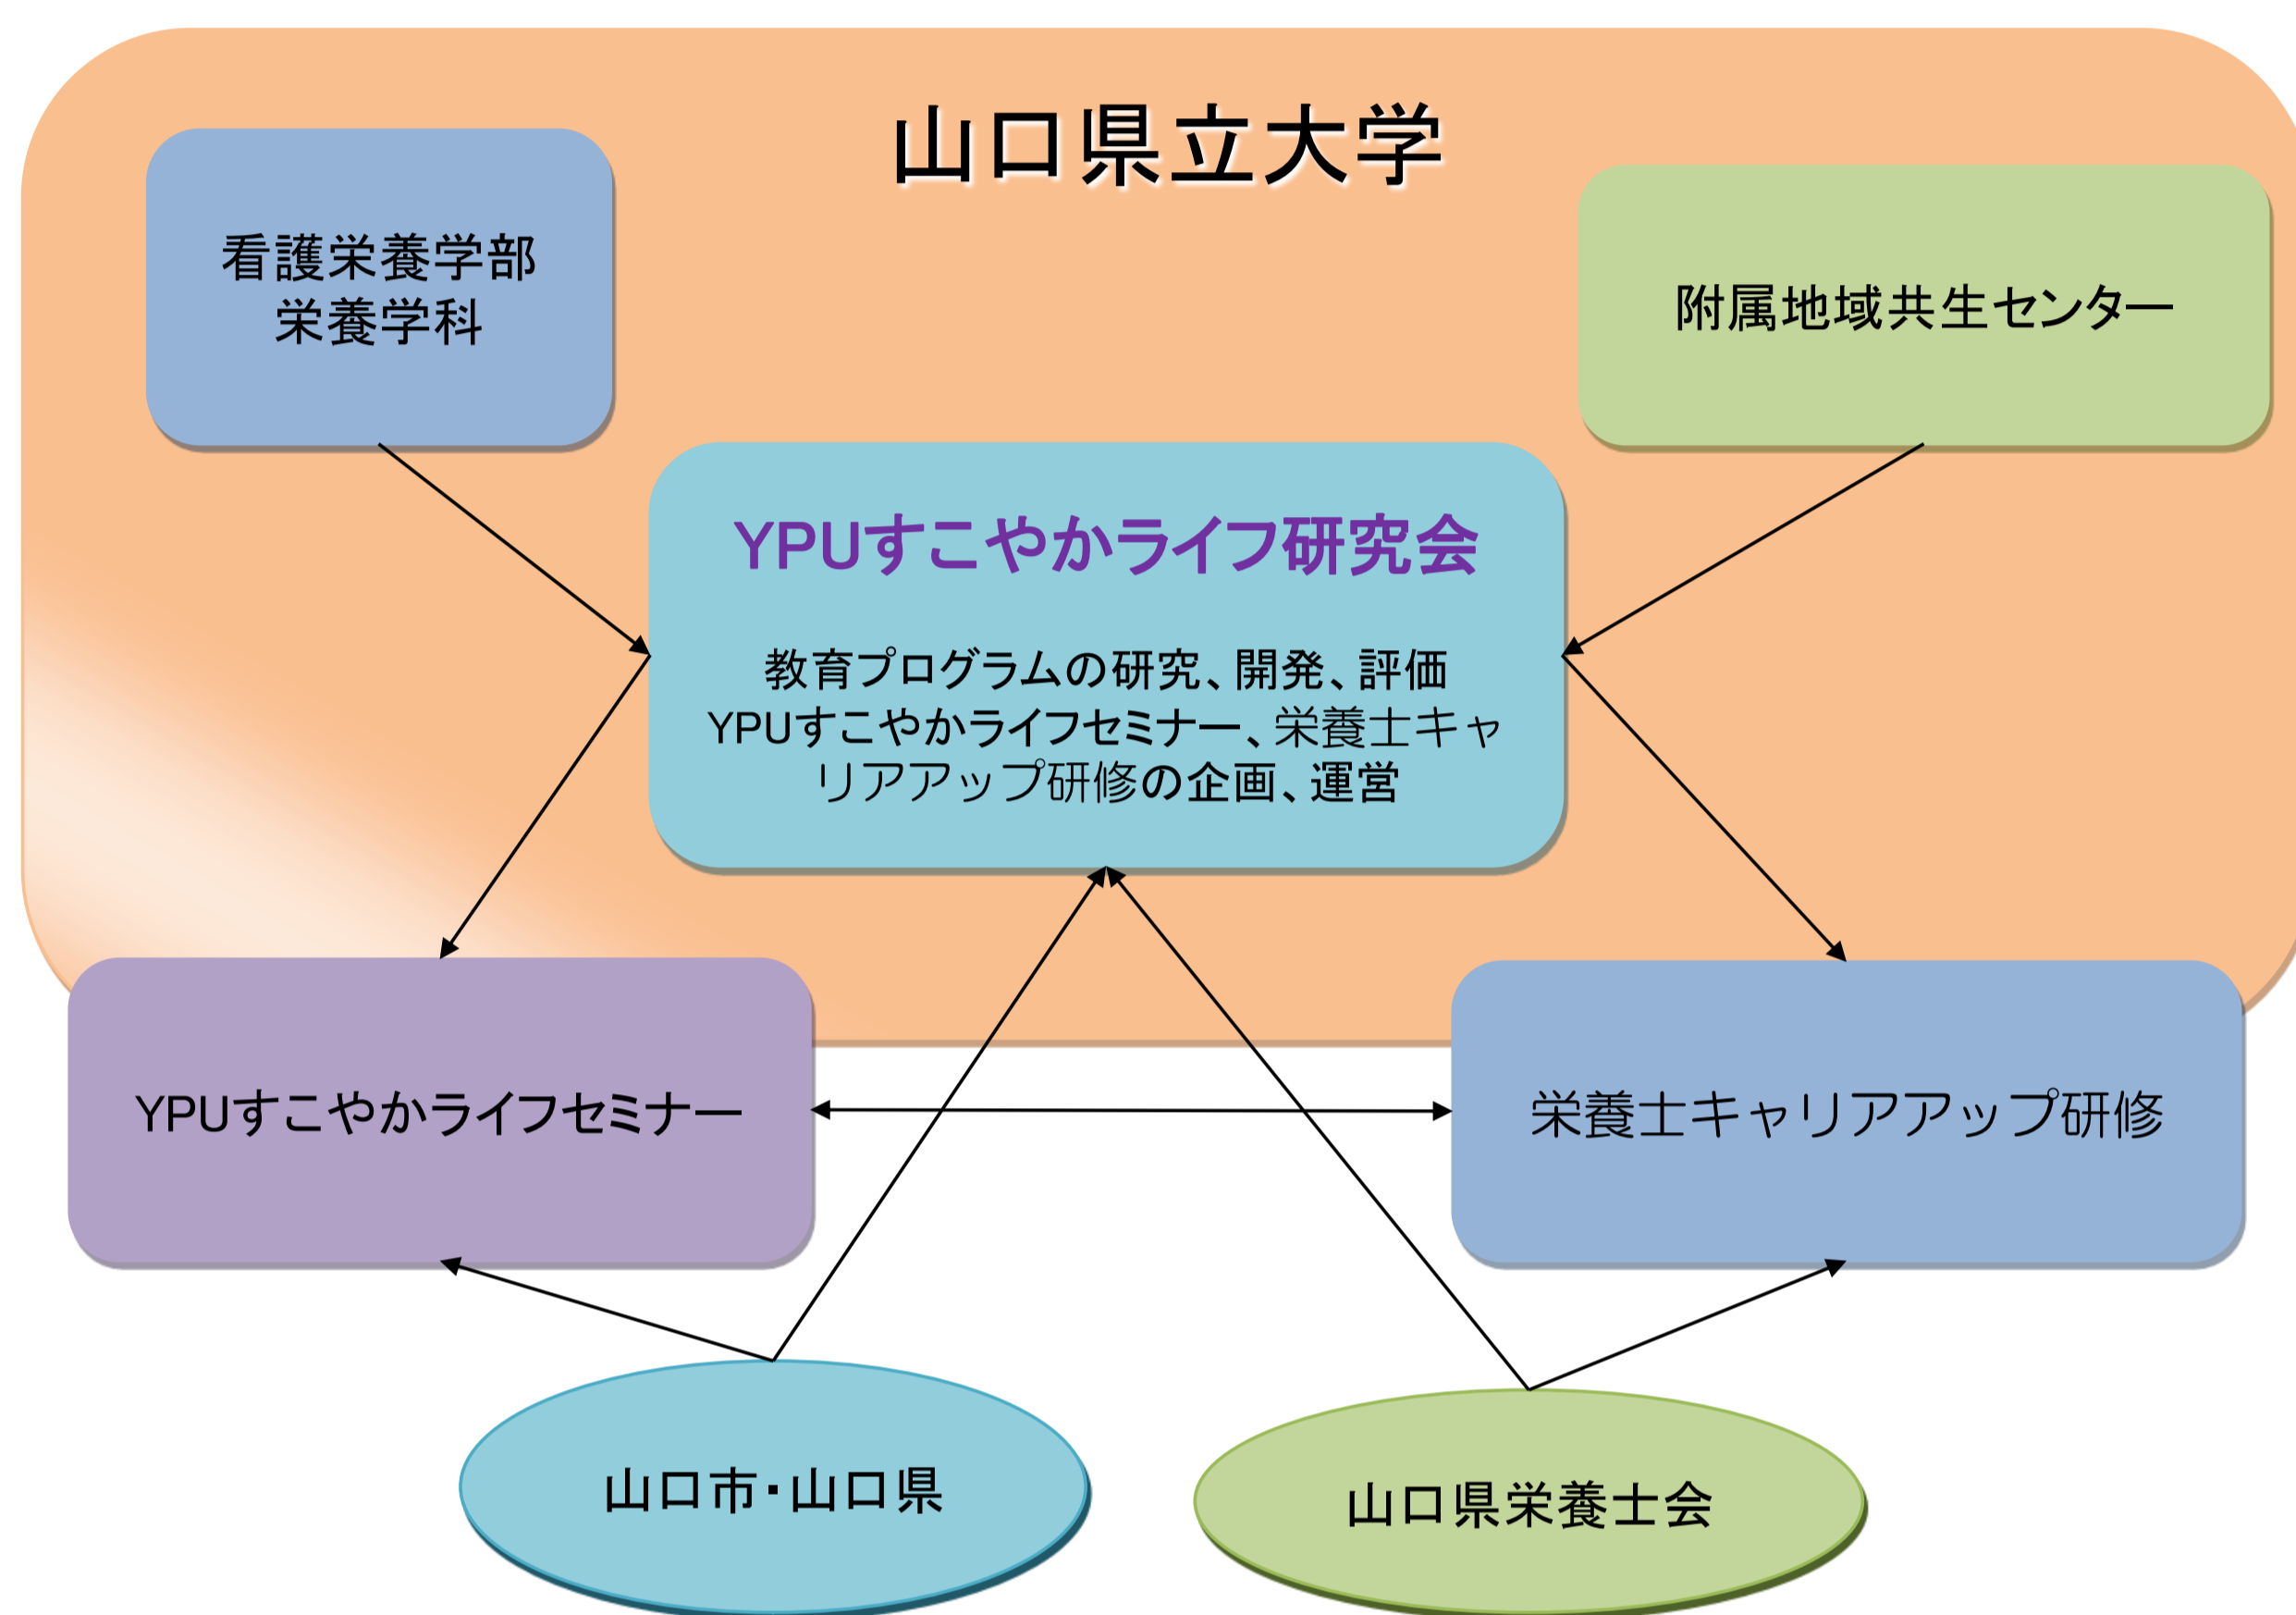 山口県立大学
看護栄養学部
栄養学科
附属地域共生センター
YPUすこやかライフ研究会
教育プログラムの研究、開発、評価
YPUすこやかライフセミナー、栄養士キャ
リアアップ研修の企画、運営
YPUすこやかライフセミナー
栄養士キャリアアップ研修
山口市・山口県
山口県栄養士会